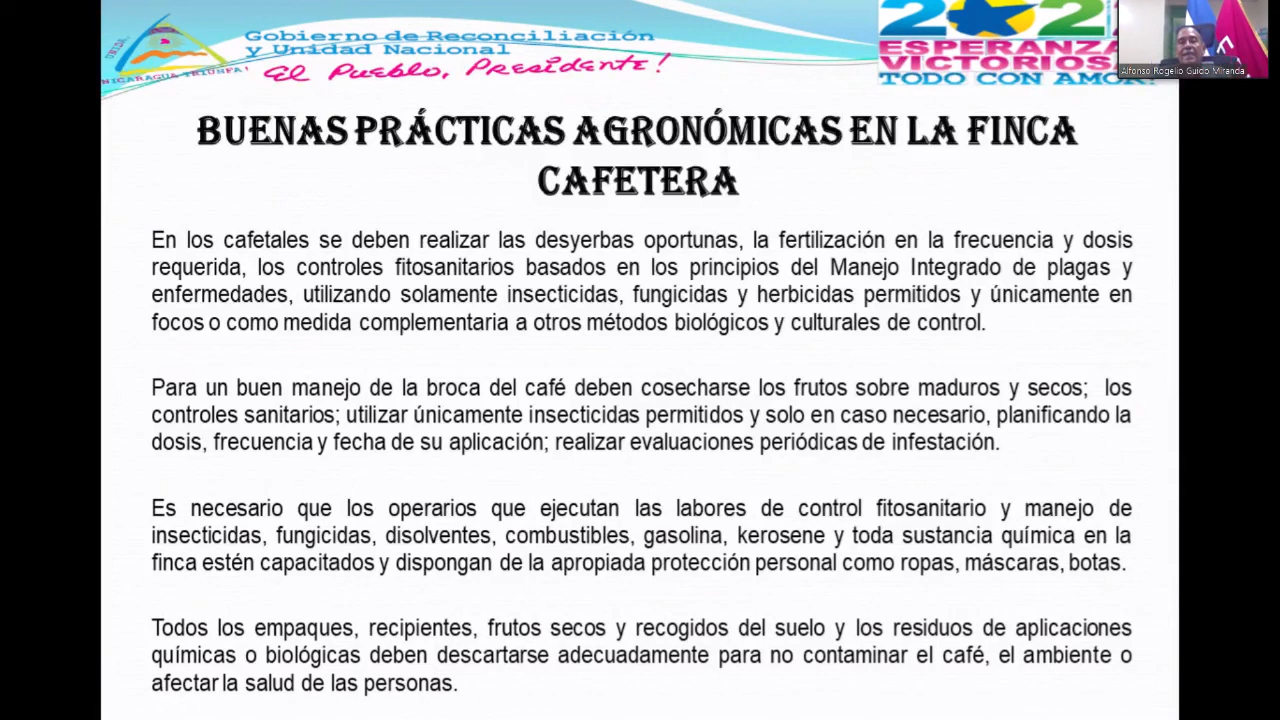 UNIDA,
NICARAGUA TRIUNFA!
Gobierno de Reconciliación
y Unidad Nacional
El Pueblo, Presidente!
ESPERANZA
VICTORIOS
TODO CON AMOR!
Alfonso Rogelio Guido Miranda
BUENAS PRÁCTICAS AGRONÓMICAS EN LA FINCA
CAFETERA
En los cafetales se deben realizar las desyerbas oportunas, la fertilización en la frecuencia y dosis
requerida, los controles fitosanitarios basados en los principios del Manejo Integrado de plagas y
enfermedades, utilizando solamente insecticidas, fungicidas y herbicidas permitidos y únicamente en
focos o como medida complementaria a otros métodos biológicos y culturales de control.
Para un buen manejo de la broca del café deben cosecharse los frutos sobre maduros y secos; los
controles sanitarios; utilizar únicamente insecticidas permitidos y solo en caso necesario, planificando la
dosis, frecuencia y fecha de su aplicación; realizar evaluaciones periódicas de infestación.
Es necesario que los operarios que ejecutan las labores de control fitosanitario y manejo de
insecticidas, fungicidas, disolventes, combustibles, gasolina, kerosene y toda sustancia química en la
finca estén capacitados y dispongan de la apropiada protección personal como ropas, máscaras, botas.
Todos los empaques, recipientes, frutos secos y recogidos del suelo y los residuos de aplicaciones
químicas o biológicas deben descartarse adecuadamente para no contaminar el café, el ambiente o
afectar la salud de las personas.